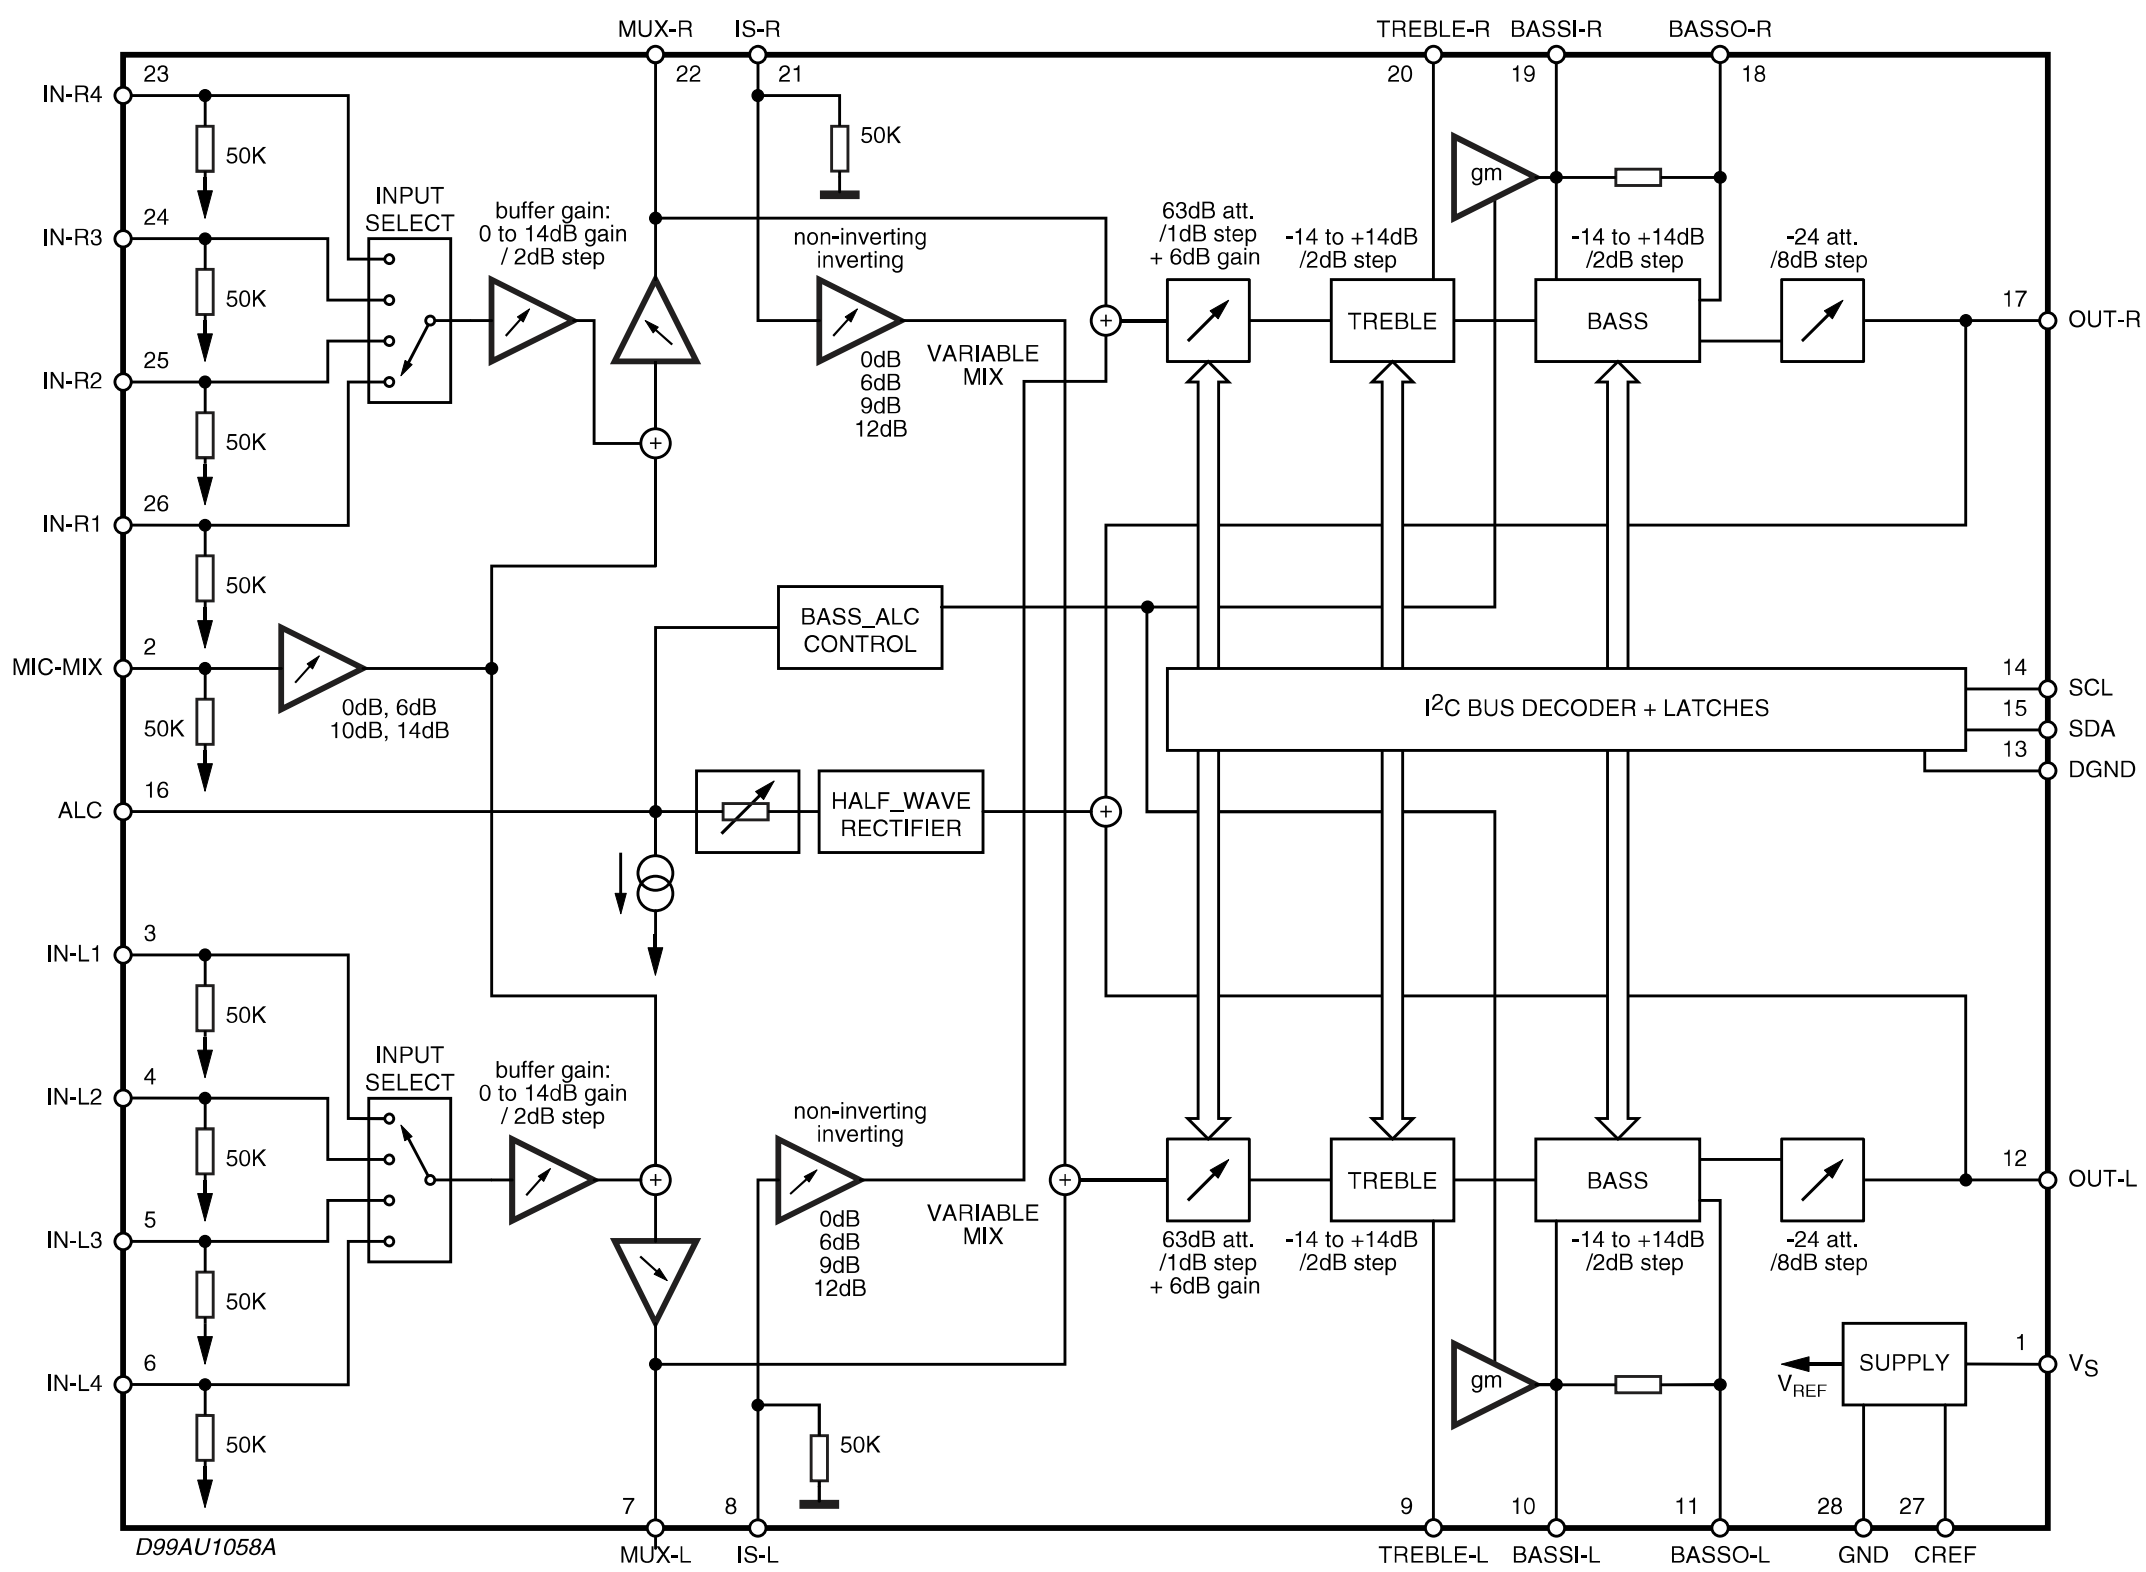 MUX-R
IS-R
TREBLE-R
BASSI-R
BASSO-R
23
22
21
20
19
18
IN-R4
50K
50K
INPUT
SELECT
buffer gain:
0 to 14dB gain
/ 2dB step
non-inverting
inverting
63dB att.
/1dB step
+ 6dB gain
-14 to +14dB
/2dB step
gm
-14 to +14dB
/2dB step
-24 att.
/8dB step
24
IN-R3
50K
+
TREBLE
BASS
17
OUT-R
0dB
6dB
9dB
12dB
VARIABLE
MIX
25
IN-R2
50K
+
26
IN-R1
50K
BASS_ALC
CONTROL
2
MIC-MIX
50K
0dB, 6dB
10dB, 14dB
I2C BUS DECODER + LATCHES
14
SCL
15
SDA
13
DGND
16
ALC
HALF_WAVE
RECTIFIER
+
3
IN-L1
50K
INPUT
SELECT
buffer gain:
0 to 14dB gain
/ 2dB step
non-inverting
inverting
4
IN-L2
50K
+
+
TREBLE
BASS
12
OUT-L
0dB
6dB
9dB
12dB
VARIABLE
MIX
63dB att.
/1dB step
+ 6dB gain
-14 to +14dB
/2dB step
-14 to +14dB
/2dB step
-24 att.
/8dB step
5
IN-L3
50K
6
IN-L4
50K
50K
gm
SUPPLY
VREF
1
VS
7
8
9
10
11
28
27
D99AU1058A
MUX-L
IS-L
TREBLE-L
BASSI-L
BASSO-L
GND
CREF